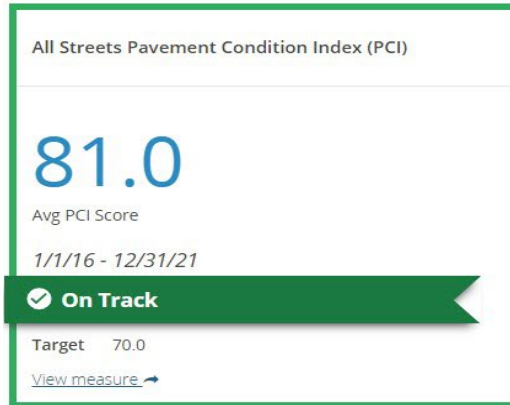 All Streets Pavement Condition Index (PCI)
81.0
Avg PCI Score
1/1/16 - 12/31/21
On Track
Target 70.0
View measure